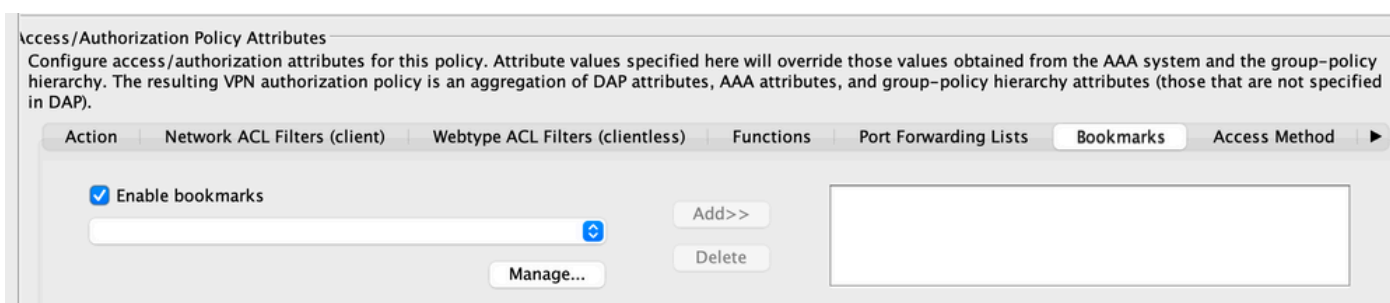 Access/Authorization Policy Attributes
Configure access/authorization attributes for this policy. Attribute values specified here will override those values obtained from the AAA system and the group-policy
hierarchy. The resulting VPN authorization policy is an aggregation of DAP attributes, AAA attributes, and group-policy hierarchy attributes (those that are not specified
in DAP).
Action Network ACL Filters (client) Webtype ACL Filters (clientless) Functions Port Forwarding Lists Bookmarks Access Method
Enable bookmarks
Add>>
Delete
Manage...